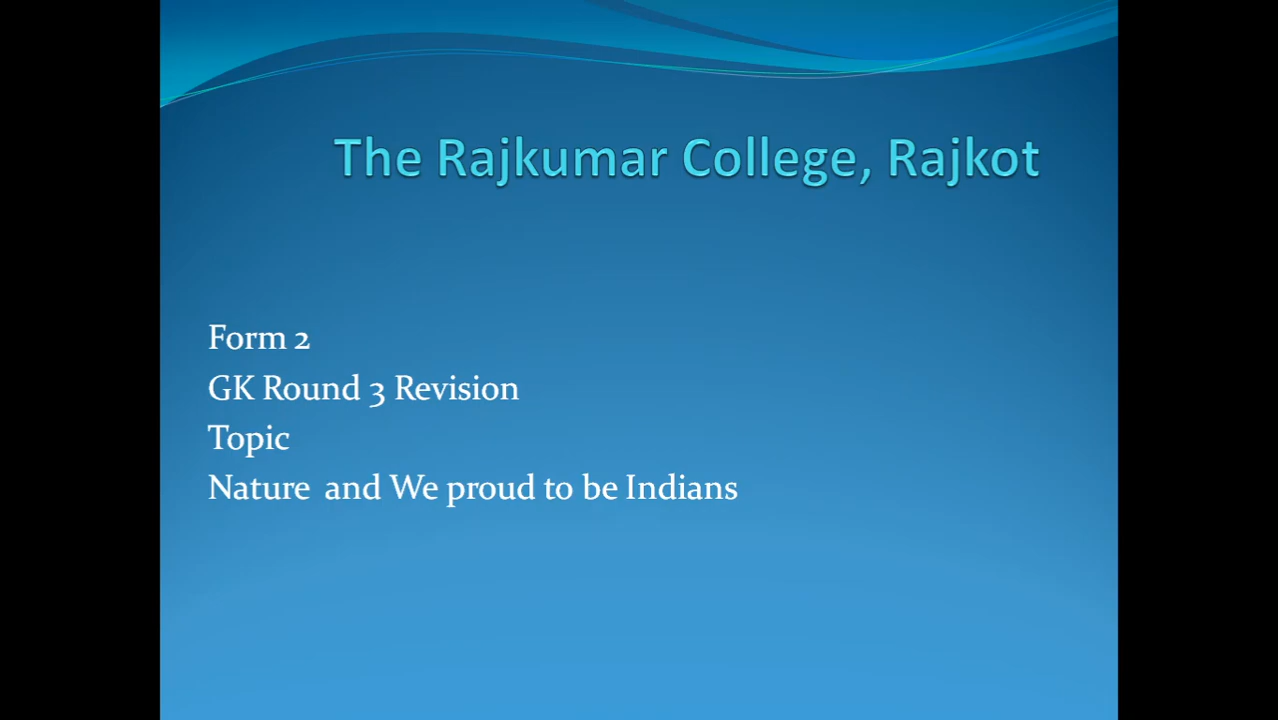 The Rajkumar College, Rajkot
Form 2
GK Round 3 Revision
Topic
Nature and We proud to be Indians